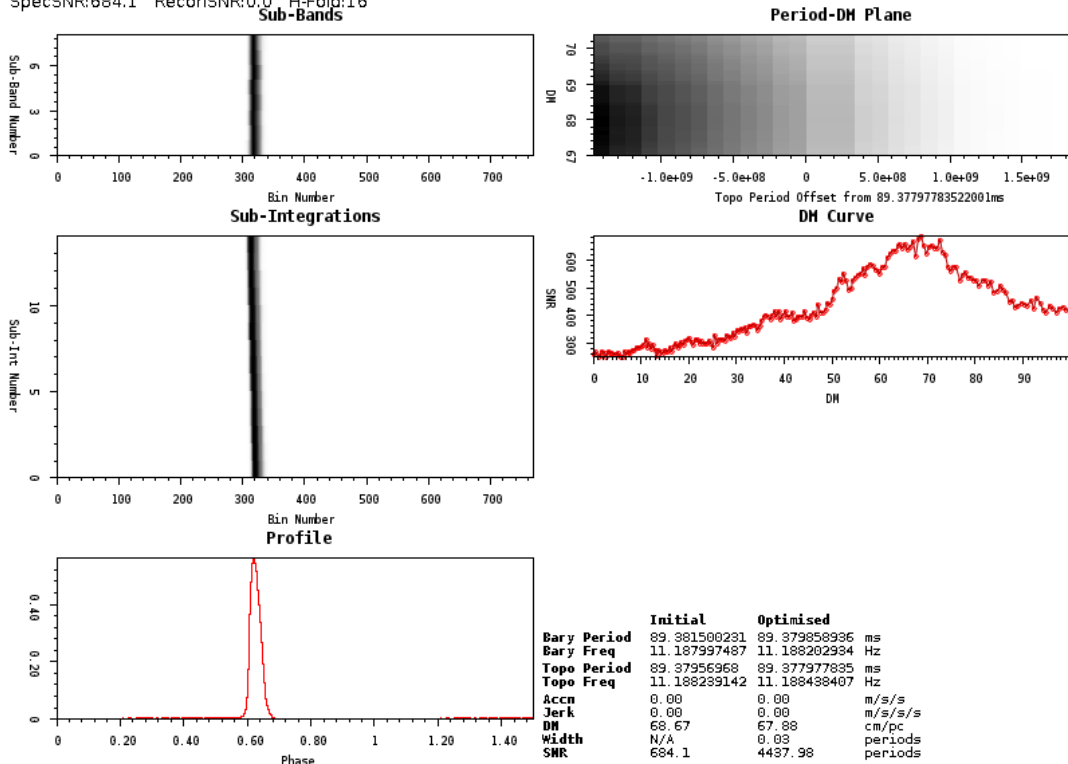 SpecSNR:684.1 ReconSNR:0.0 H-Fold:16
Sub-Bands
Sub-Band Number
0 3 6
0 100 200 300 400 500 600 700
Bin Number
Period-DM Plane
DM
67 68 69 70
-1.0e+09 -5.0e+08 0 5.0e+08 1.0e+09 1.5e+09
Topo Period Offset from 89.37797783522001ms
Sub-Integrations
Sub-Int Number
0 5 10
0 100 200 300 400 500 600 700
Bin Number
DM Curve
SNR
300 400 500 600
0 10 20 30 40 50 60 70 80 90
DM
Profile
0 0.20 0.40
0 0.20 0.40 0.60 0.80 1 1.20 1.40
Phase
Initial Optimised
Bary Period 89.381500231 89.379858936 ms
Bary Freq 11.187997487 11.188202934 Hz
Topo Period 89.37956968 89.377977835 ms
Topo Freq 11.188239142 11.188438407 Hz
Accn 0.00 0.00 m/s/s
Jerk 0.00 0.00 m/s/s/s
DM 68.67 67.88 cm/pc
Width N/A 0.03 periods
SNR 684.1 4437.98 periods